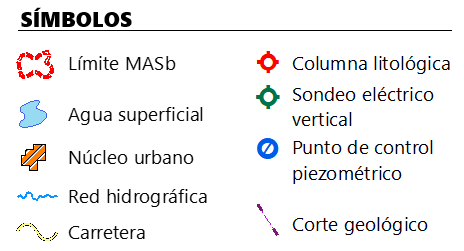 SÍMBOLOS
Límite MASb
Agua superficial
Núcleo urbano
Red hidrográfica
Carretera
Columna litológica
Sondeo eléctrico
vertical
Punto de control
piezométrico
Corte geológico